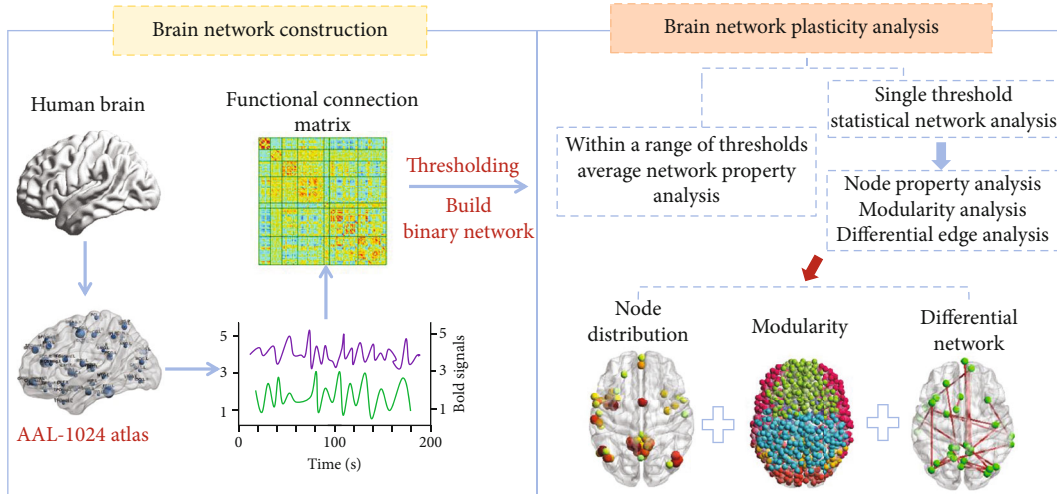 Brain network construction
Human brain
Functional connection
matrix
Thresholding
Build
binary network
AAL-1024 atlas
5
3
1
5
3
1
Bold signals
0
100
200
Time (s)
Brain network plasticity analysis
Within a range of thresholds
average network property
analysis
Single threshold
statistical network analysis
Node property analysis
Modularity analysis
Differential edge analysis
Node
distribution
Modularity
Differential
network